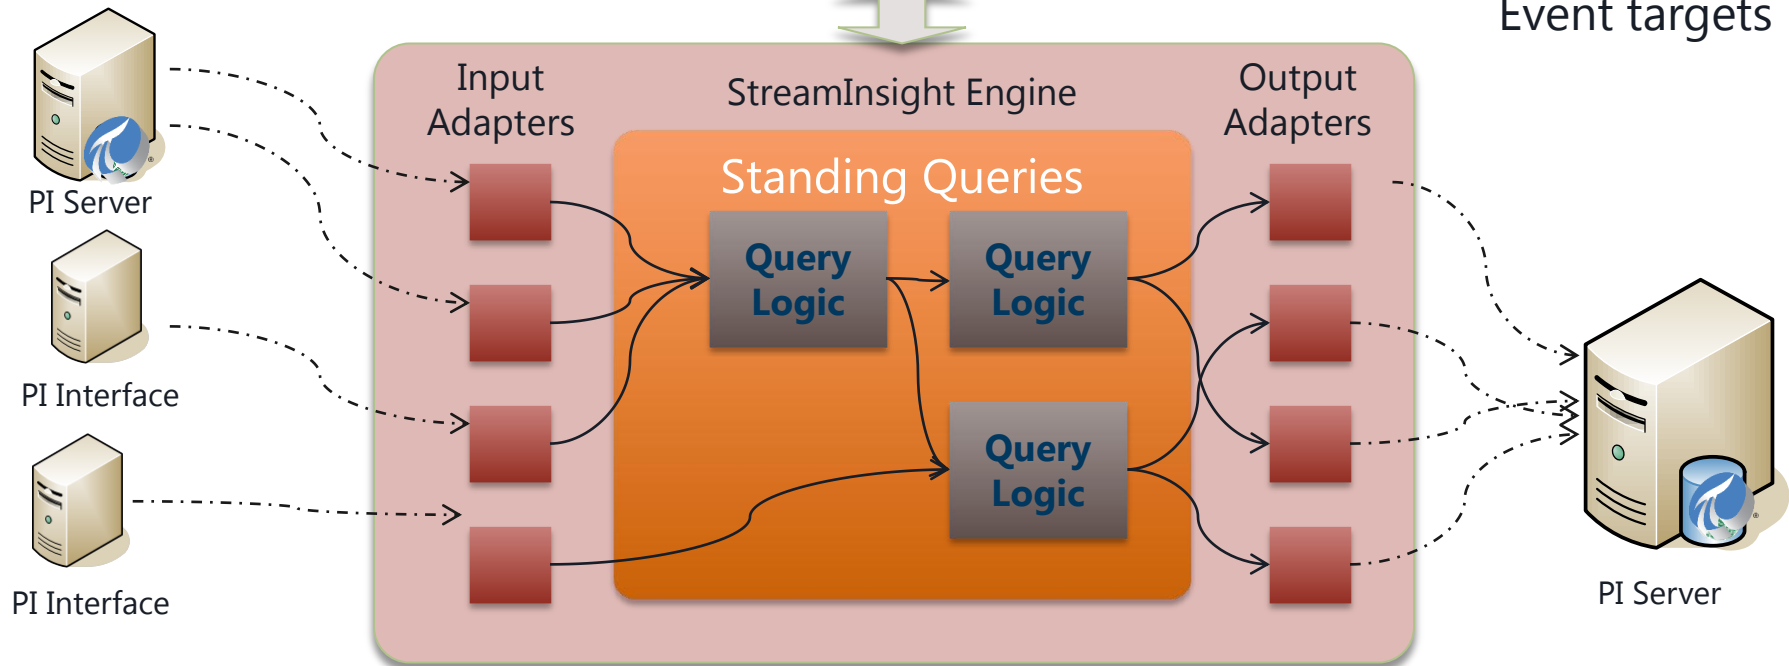 Event targets
Input
Adapters
StreamInsight Engine
Output
Adapters
Standing Queries
PI Server
Query
Logic
Query
Logic
PI Interface
Query
Logic
PI Interface
PI Server